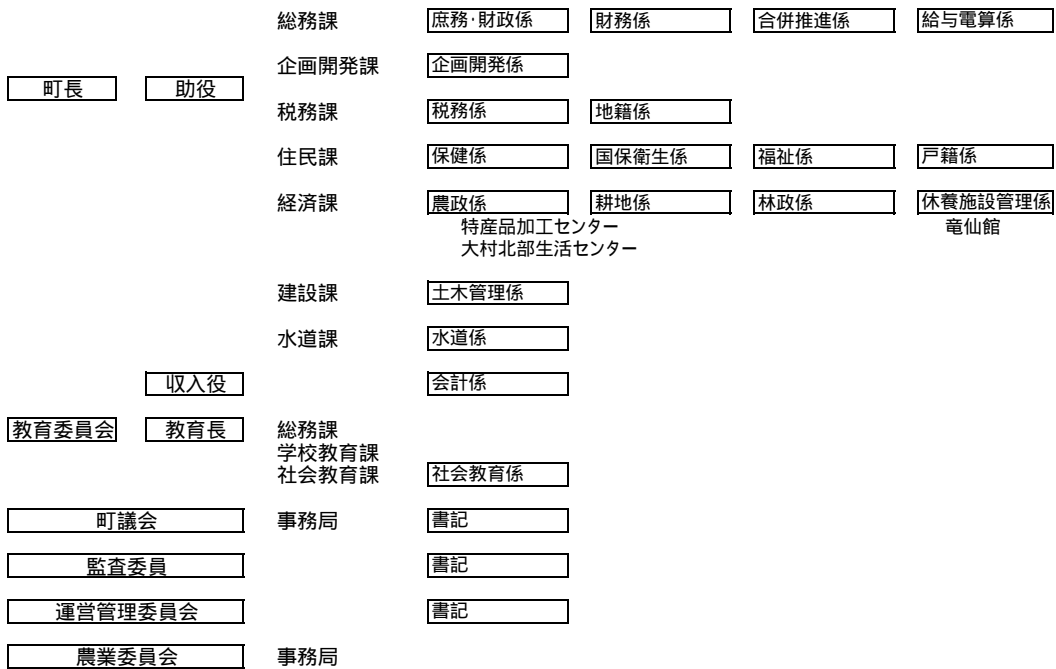 総務課 庶務･財政係 財務係 合併推進係 給与電算係
企画開発課 企画開発係
町長 助役
税務課 税務係 地籍係
住民課 保健係 国保衛生係 福祉係 戸籍係
経済課 農政係 耕地係 林政係 休養施設管理係
特産品加工センター 竜仙館
大村北部生活センター
建設課 土木管理係
水道課 水道係
収入役 会計係
教育委員会 教育長 総務課
学校教育課
社会教育課 社会教育係
町議会 事務局 書記
監査委員 書記
運営管理委員会 書記
農業委員会 事務局